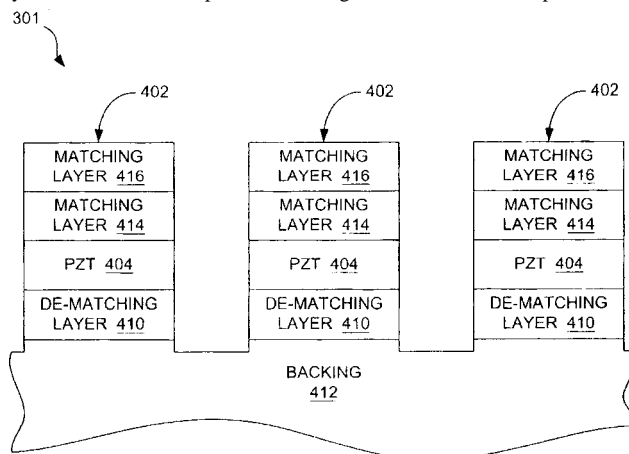 301
402 402 402
MATCHING MATCHING MATCHING
LAYER 416 LAYER 416 LAYER 416
MATCHING MATCHING MATCHING
LAYER 414 LAYER 414 LAYER 414
PZT 404 PZT 404 PZT 404
DE-MATCHING DE-MATCHING DE-MATCHING
LAYER 410 LAYER 410 LAYER 410
BACKING
412